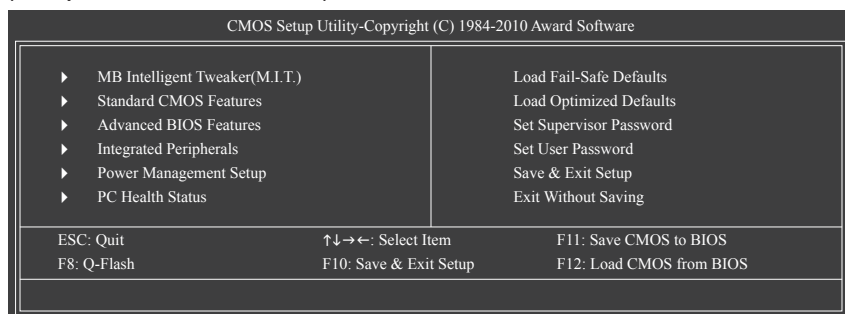 CMOS Setup Utility-Copyright (C) 1984-2010 Award Software
MB Intelligent Tweaker(M.I.T.)
Standard CMOS Features
Advanced BIOS Features
Integrated Peripherals
Power Management Setup
PC Health Status
Load Fail-Safe Defaults
Load Optimized Defaults
Set Supervisor Password
Set User Password
Save & Exit Setup
Exit Without Saving
ESC: Quit
↑↓→←: Select Item
F11: Save CMOS to BIOS
F8: Q-Flash
F10: Save & Exit Setup
F12: Load CMOS from BIOS